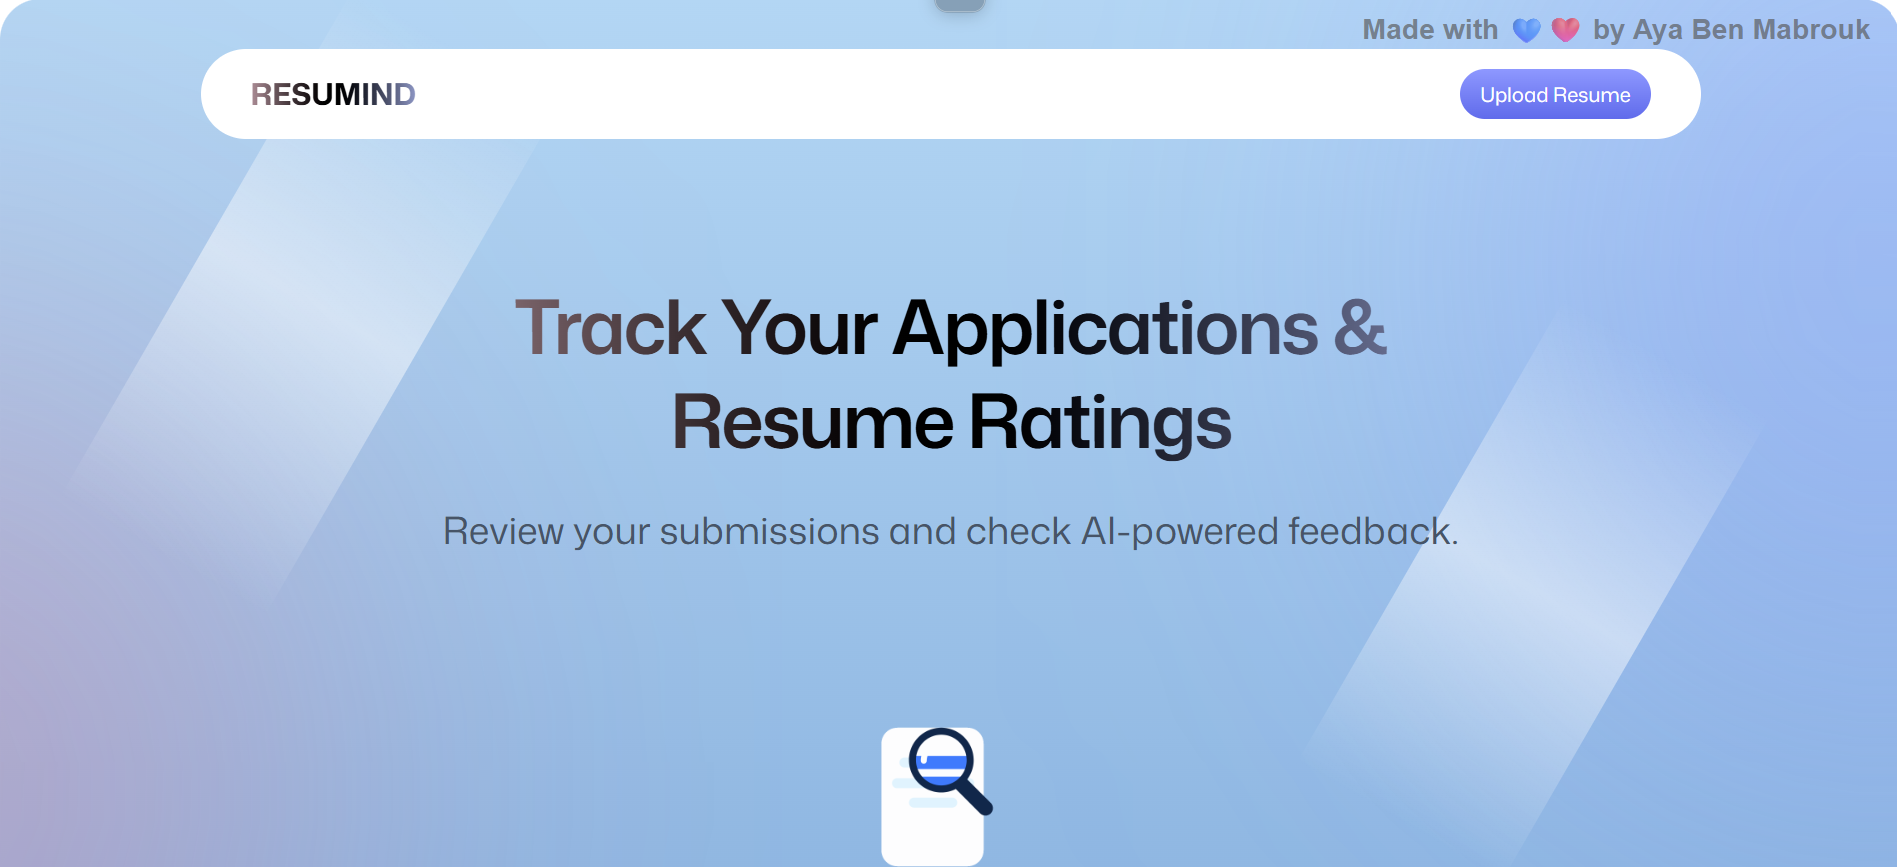 Made with 💙 ❤️ by Aya Ben Mabrouk
RESUMIND
Upload Resume
Track Your Applications &
Resume Ratings
Review your submissions and check AI-powered feedback.